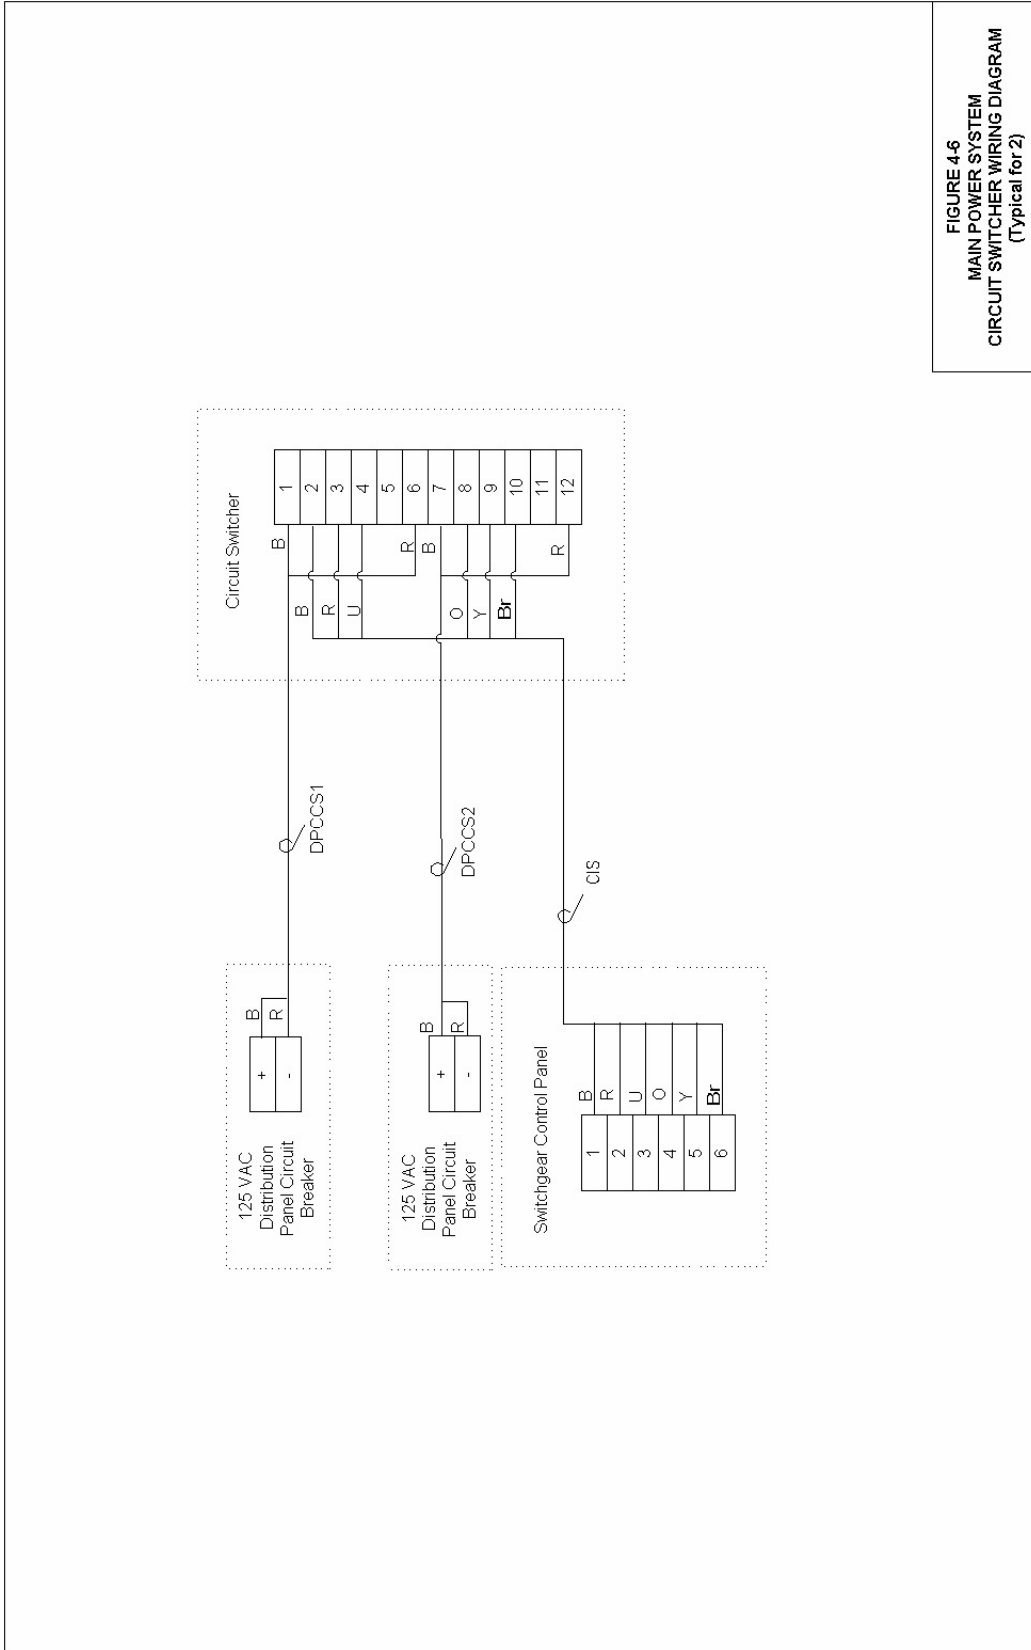 125 VAC
Distribution
Panel Circuit
Breaker
+
-
B
R
DPCCS1
125 VAC
Distribution
Panel Circuit
Breaker
+
-
B
R
DPCCS2
Switchgear Control Panel
1
2
3
4
5
6
B
R
U
O
Y
Br
CIS
Circuit Switcher
B
R
U
O
Y
Br
B
R
B
R
1
2
3
4
5
6
7
8
9
10
11
12
FIGURE 4-6
MAIN POWER SYSTEM
CIRCUIT SWITCHER WIRING DIAGRAM
(Typical for 2)